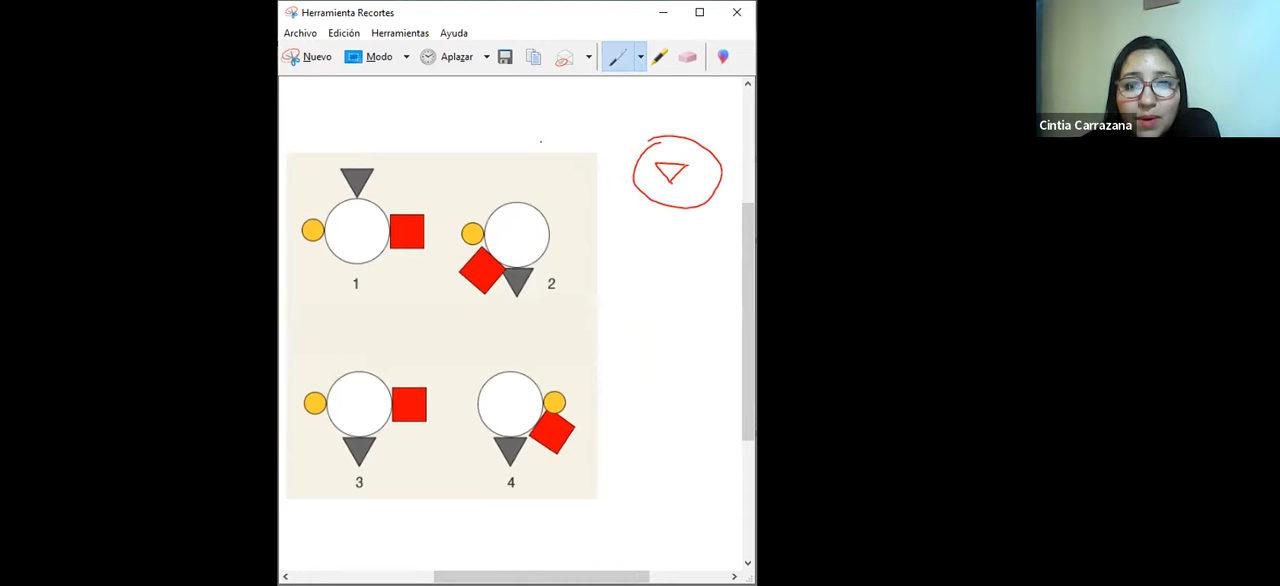 Herramienta Recortes
Archivo Edición Herramientas Ayuda
Nuevo Modo Aplazar
Cintia Carrazana
1
2
3
4